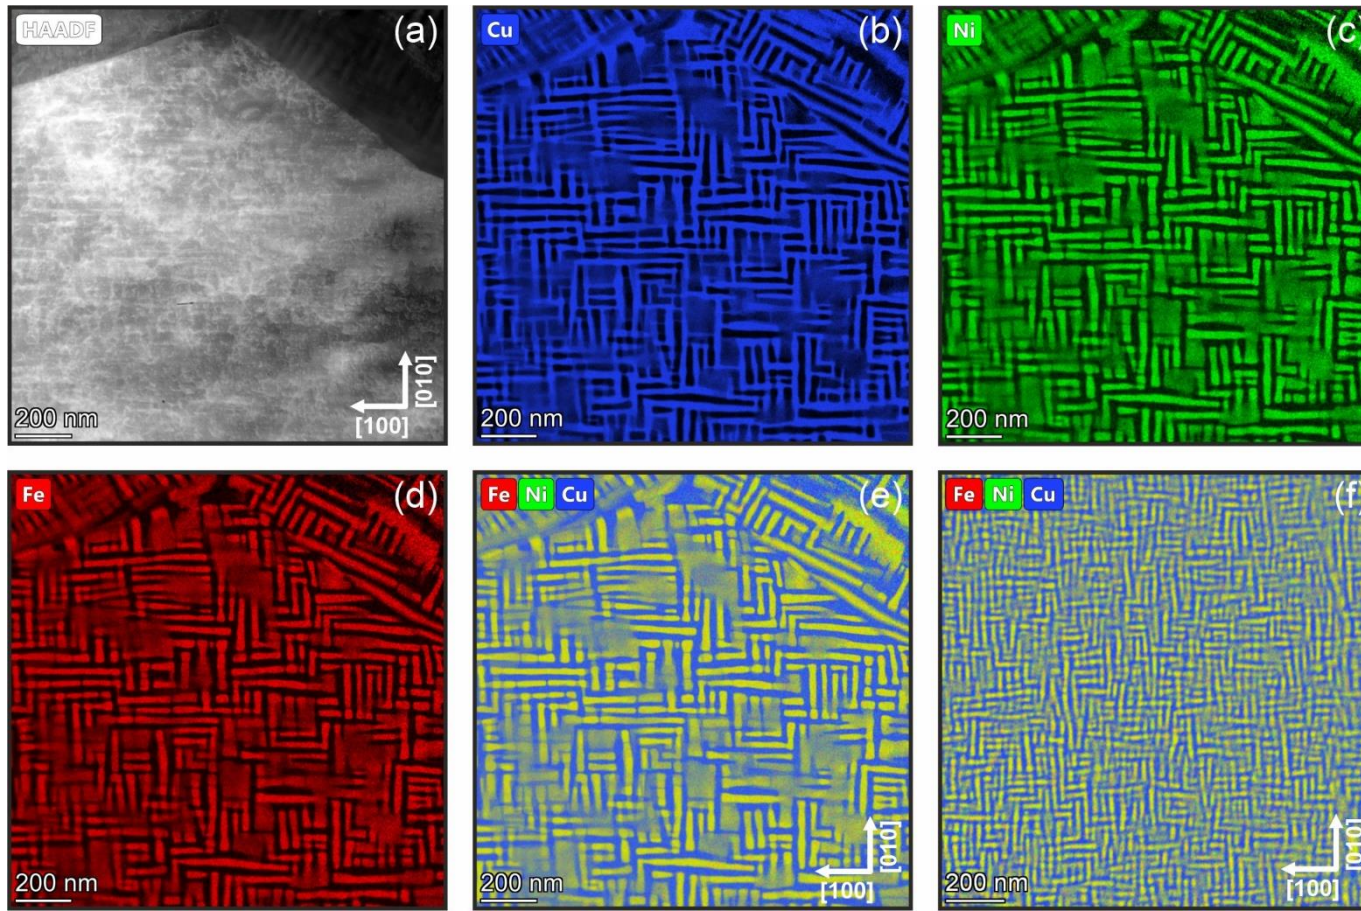 HAADF
(a)
[010]
[100]
200 nm
Cu
(b)
200 nm
Ni
(c
200 nm
Fe
(d)
200 nm
Fe Ni Cu
(e)
[010]
[100]
200 nm
Fe Ni Cu
(f)
[010]
[100]
200 nm